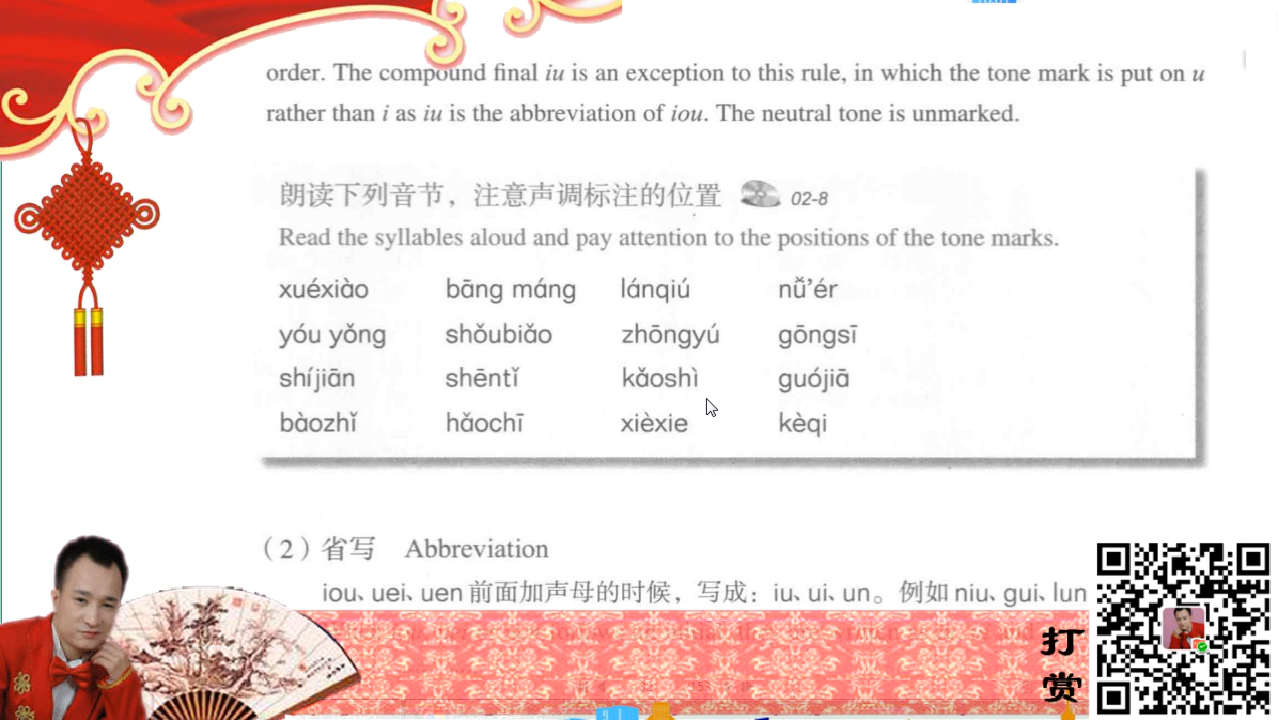 order. The compound final iu is an exception to this rule, in which the tone mark is put on u
rather than i as iu is the abbreviation of iou. The neutral tone is unmarked.
朗读下列音节，注意声调标注的位置 02-8
Read the syllables aloud and pay attention to the positions of the tone marks.
xuéxiào bāng máng lánqiú nǚ’ér
yóu yǒng shǒubiǎo zhōngyú gōngsī
shíjiān shēntǐ kǎoshì guójiā
bàozhǐ hǎochī xièxie kèqi
（2）省写 Abbreviation
iou、uei、uen 前面加声母的时候，写成：iu、ui、un。例如 niu、gui、lun
打
赏